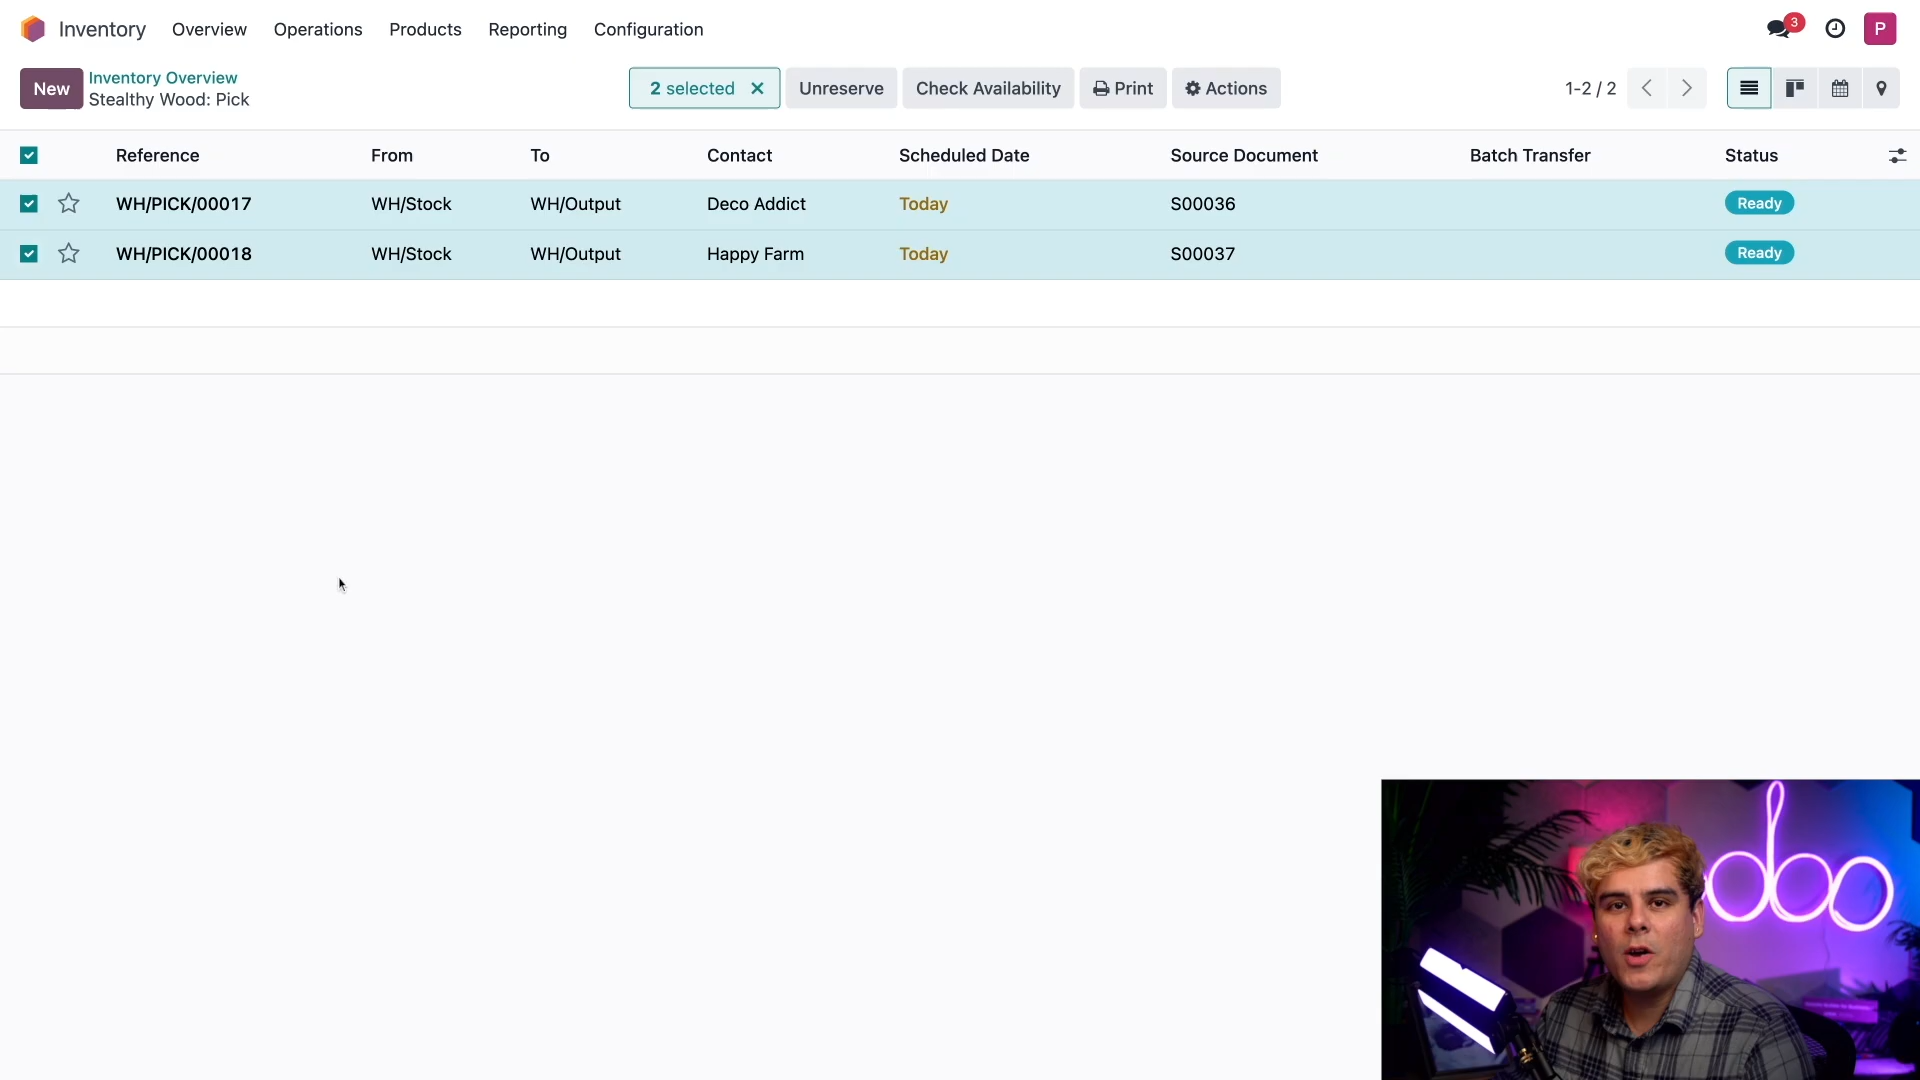 Inventory Overview Operations Products Reporting Configuration 3 P
New Inventory Overview 2 selected Unreserve Check Availability Print Actions 1-2 / 2
Stealthy Wood: Pick
Reference From To Contact Scheduled Date Source Document Batch Transfer Status
WH/PICK/00017 WH/Stock WH/Output Deco Addict Today S00036 Ready
WH/PICK/00018 WH/Stock WH/Output Happy Farm Today S00037 Ready
odoo